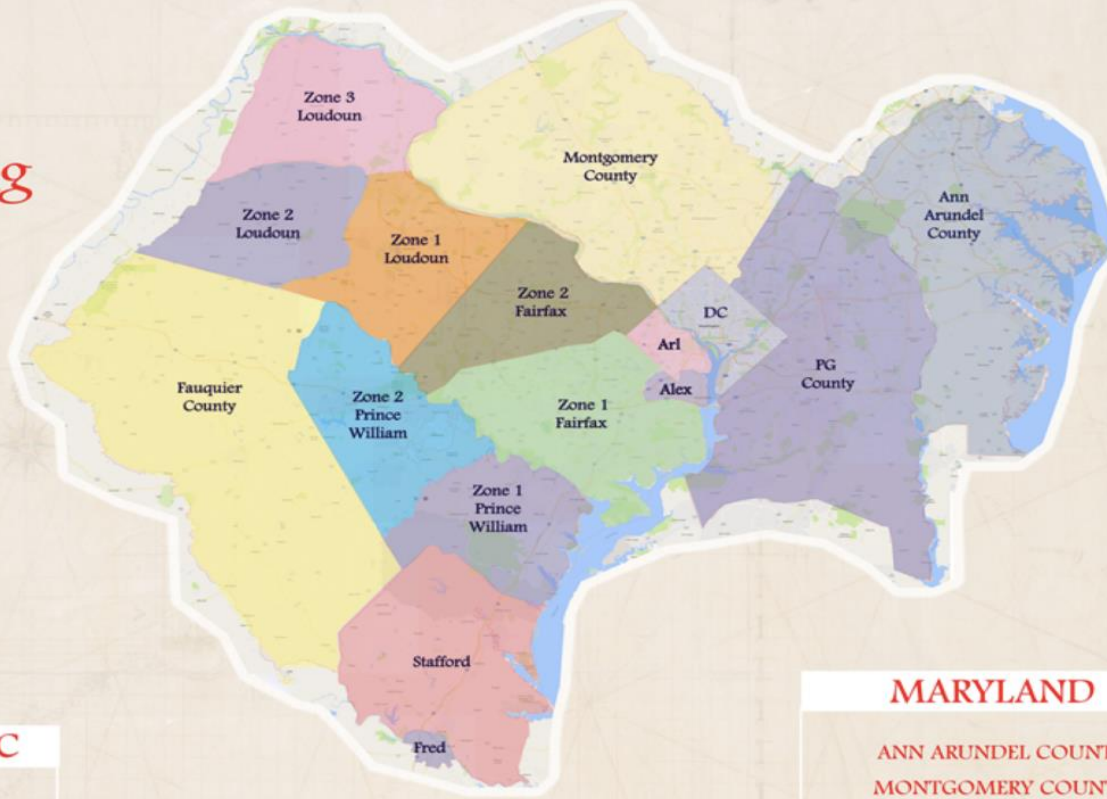 g
Zone 3
Loudoun
Montgomery
County
Ann
Arundel
County
Zone 2
Loudoun
Zone 1
Loudoun
Zone 2
Fairfax
DC
Arl
PG
County
Alex
Fauquier
County
Zone 2
Prince
William
Zone 1
Fairfax
Zone 1
Prince
William
Stafford
Fred
C
MARYLAND
ANN ARUNDEL COUNT
MONTGOMERY COUNT